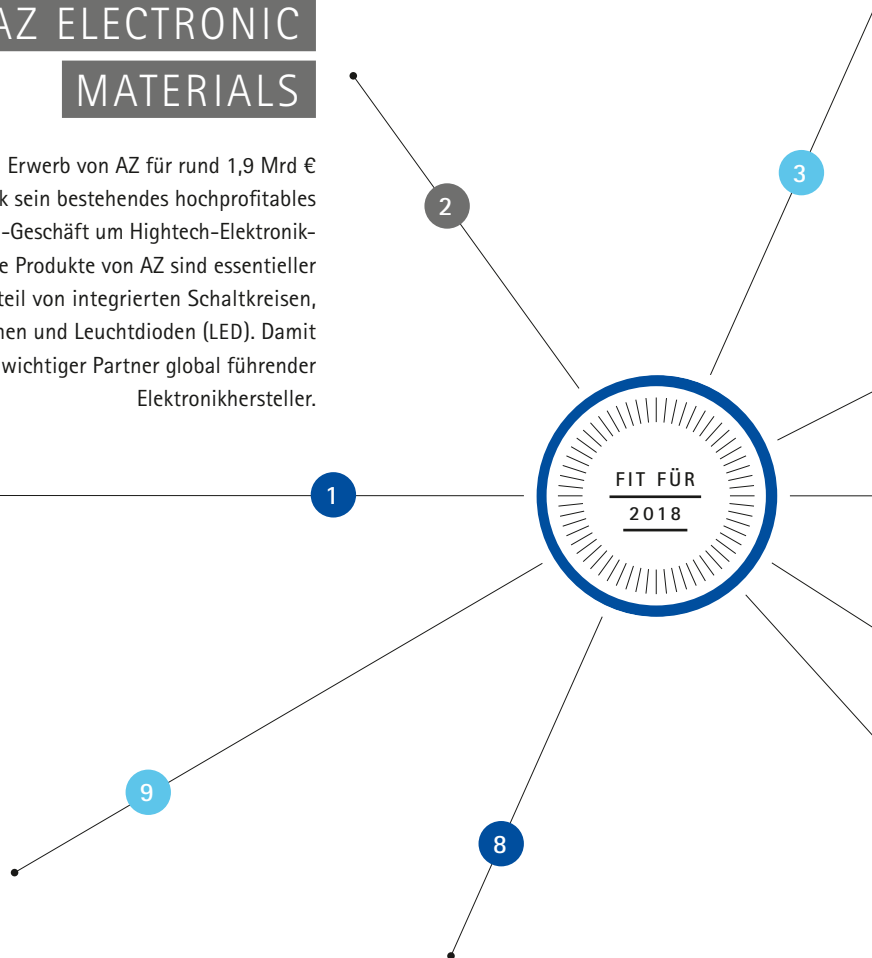 AZ ELECTRONIC
MATERIALS
Erwerb von AZ für rund 1,9 Mrd €
sein bestehendes hochprofitables
-Geschäft um Hightech-Elektronik-
Produkte von AZ sind essentieller
von integrierten Schaltkreisen,
und Leuchtdioden (LED). Damit
wichtiger Partner global führender
Elektronikhersteller.
2
3
1
FIT FÜR
2018
9
8